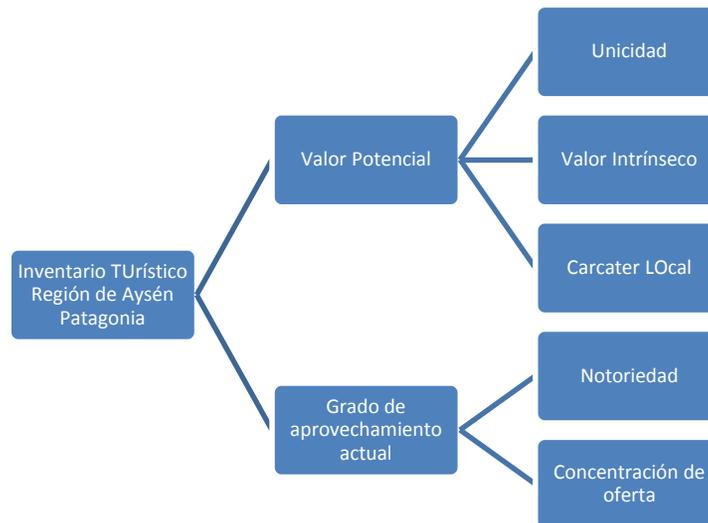 Unicidad
Valor Potencial
Valor Intrínseco
Carcater LOcal
Inventario TUrístico
Región de Aysén
Patagonia
Notoriedad
Grado de
aprovechamiento
actual
Concentración de
oferta